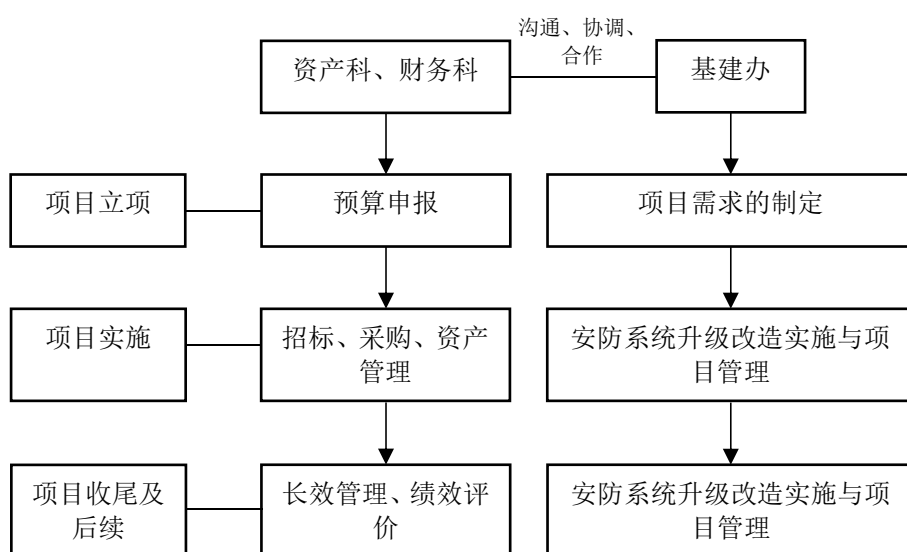 沟通、协调、
合作
资产科、财务科
基建办
项目立项
预算申报
项目需求的制定
项目实施
招标、采购、资产
管理
安防系统升级改造实施与项
目管理
项目收尾及
后续
长效管理、绩效评
价
安防系统升级改造实施与项
目管理